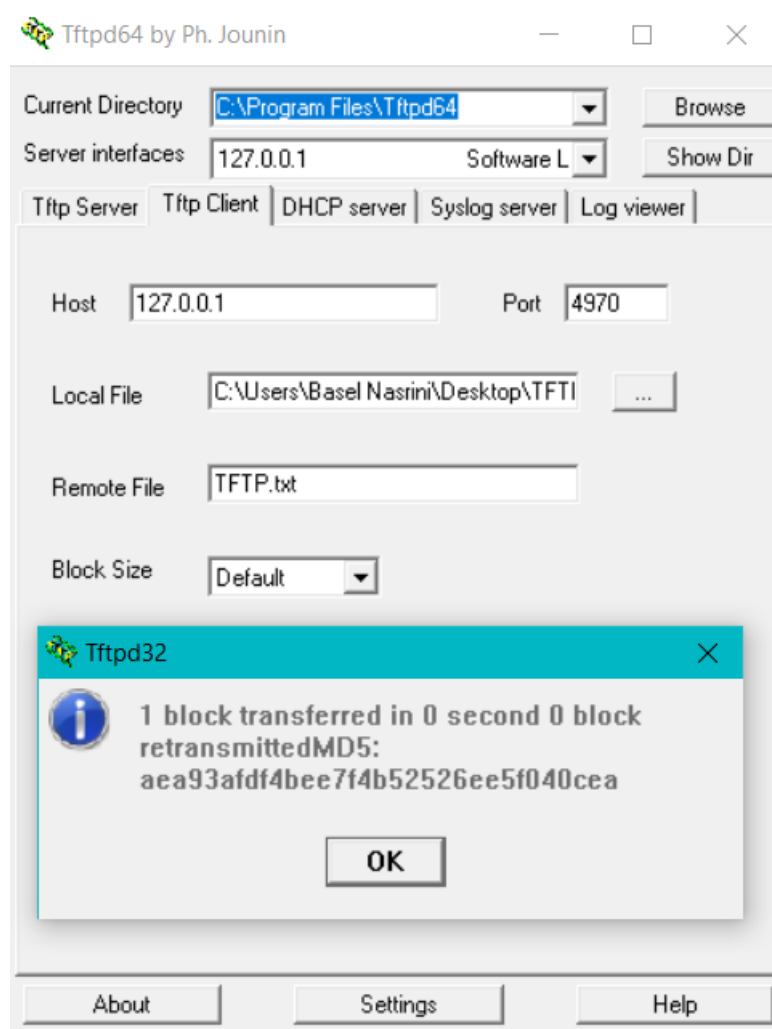 Tftpd64 by Ph. Jounin
Current Directory C:\Program Files\Tftpd64 Browse
Server interfaces 127.0.0.1 Software L Show Dir
Tftp Server Tftp Client DHCP server Syslog server Log viewer
Host 127.0.0.1 Port 4970
Local File C:\Users\Basel Nasrini\Desktop\TFTI ...
Remote File TFTP.txt
Block Size Default
Tftpd32
1 block transferred in 0 second 0 block
retransmittedMD5:
aea93afdf4bee7f4b52526ee5f040cea
OK
About Settings Help